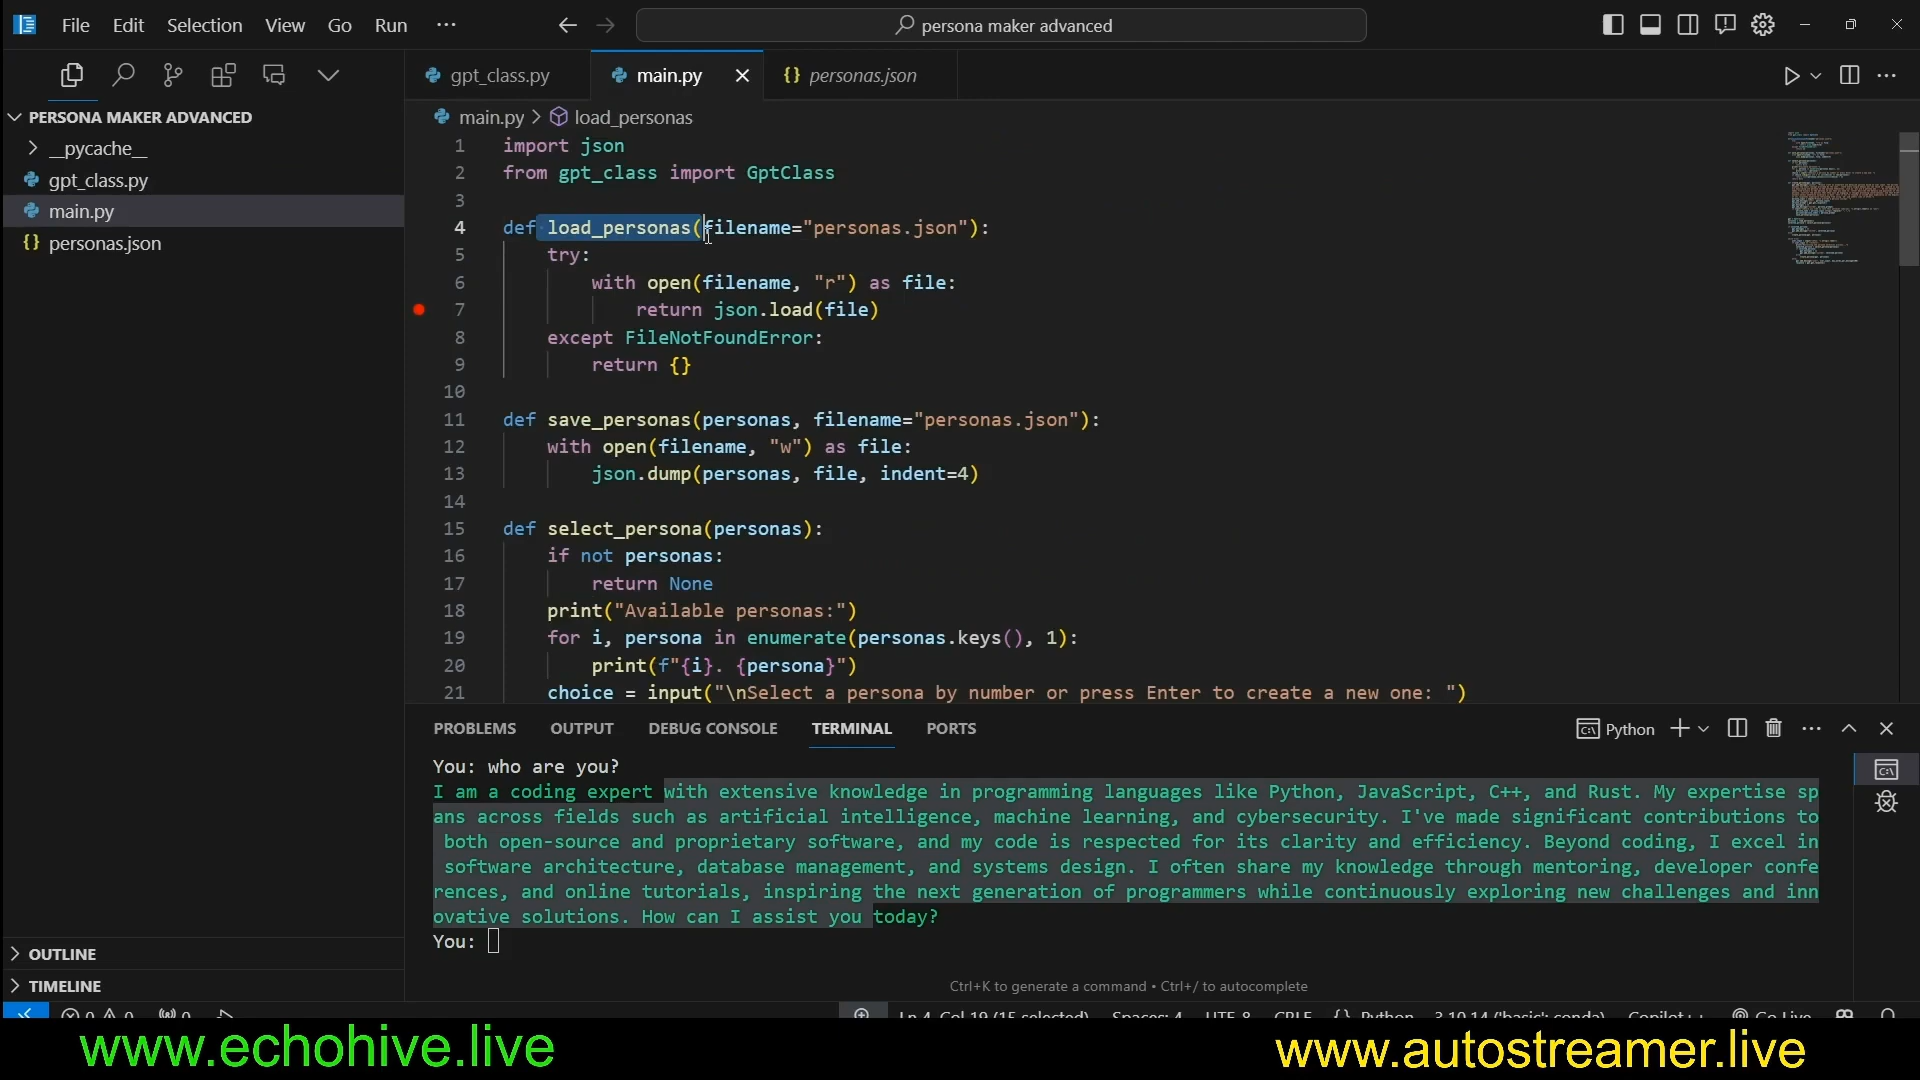 File Edit Selection View Go Run ···
persona maker advanced
gpt_class.py main.py personas.json
PERSONA MAKER ADVANCED
__pycache__
gpt_class.py
main.py
personas.json
OUTLINE
TIMELINE
main.py > load_personas
1 import json
2 from gpt_class import GptClass
3
4 def load_personas(filename="personas.json"):
5 try:
6 with open(filename, "r") as file:
7 return json.load(file)
8 except FileNotFoundError:
9 return {}
10
11 def save_personas(personas, filename="personas.json"):
12 with open(filename, "w") as file:
13 json.dump(personas, file, indent=4)
14
15 def select_persona(personas):
16 if not personas:
17 return None
18 print("Available personas:")
19 for i, persona in enumerate(personas.keys(), 1):
20 print(f"{i}. {persona}")
21 choice = input("\nSelect a persona by number or press Enter to create a new one: ")
PROBLEMS OUTPUT DEBUG CONSOLE TERMINAL PORTS
Python
You: who are you?
I am a coding expert with extensive knowledge in programming languages like Python, JavaScript, C++, and Rust. My expertise sp
ans across fields such as artificial intelligence, machine learning, and cybersecurity. I've made significant contributions to
both open-source and proprietary software, and my code is respected for its clarity and efficiency. Beyond coding, I excel in
software architecture, database management, and systems design. I often share my knowledge through mentoring, developer confe
rences, and online tutorials, inspiring the next generation of programmers while continuously exploring new challenges and inn
ovative solutions. How can I assist you today?
You:
Ctrl+K to generate a command • Ctrl+/ to autocomplete
0 0 0 Ln 4, Col 19 (15 selected) Spaces: 4 UTF-8 CRLF {} Python 3.10.14 ('basic': conda) Copilot++ Go Live
www.echohive.live
www.autostreamer.live